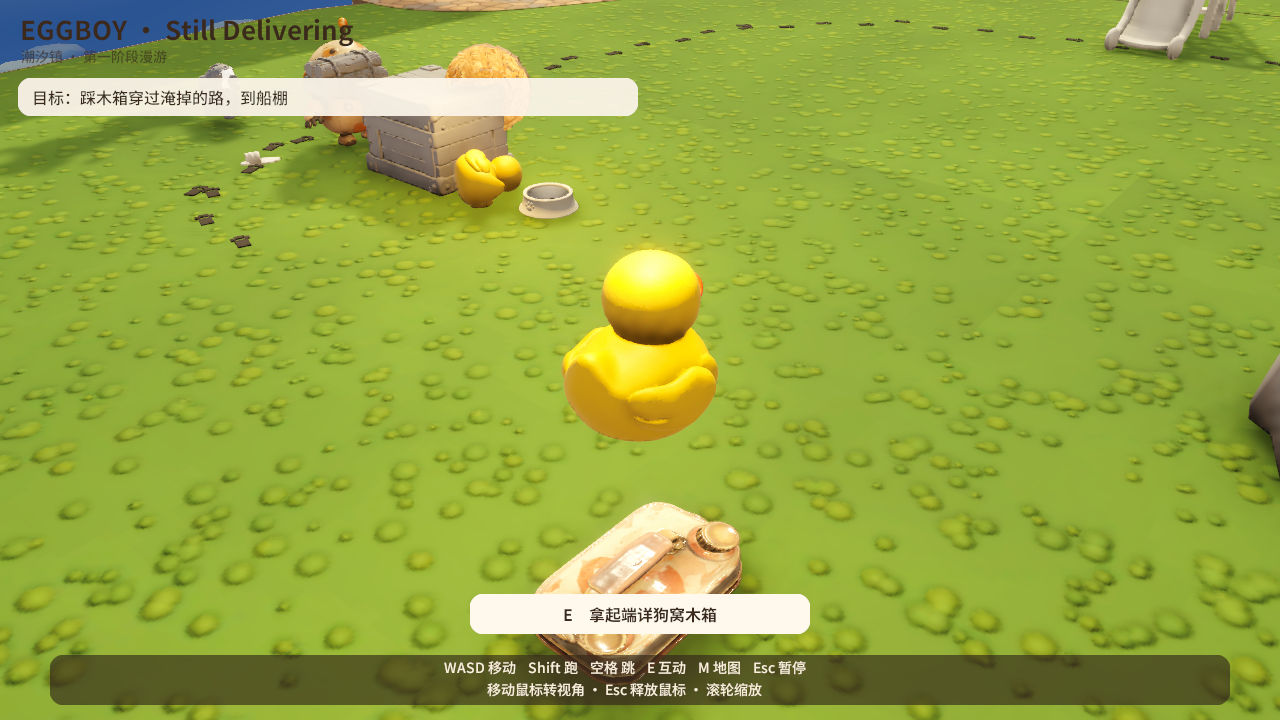 EGGBOY · Still Delivering
潮汐镇 · 第一阶段漫游
目标：踩木箱穿过淹掉的路，到船棚
E 拿起端详狗窝木箱
WASD 移动 Shift 跑 空格 跳 E 互动 M 地图 Esc 暂停
移动鼠标转视角 · Esc 释放鼠标 · 滚轮缩放